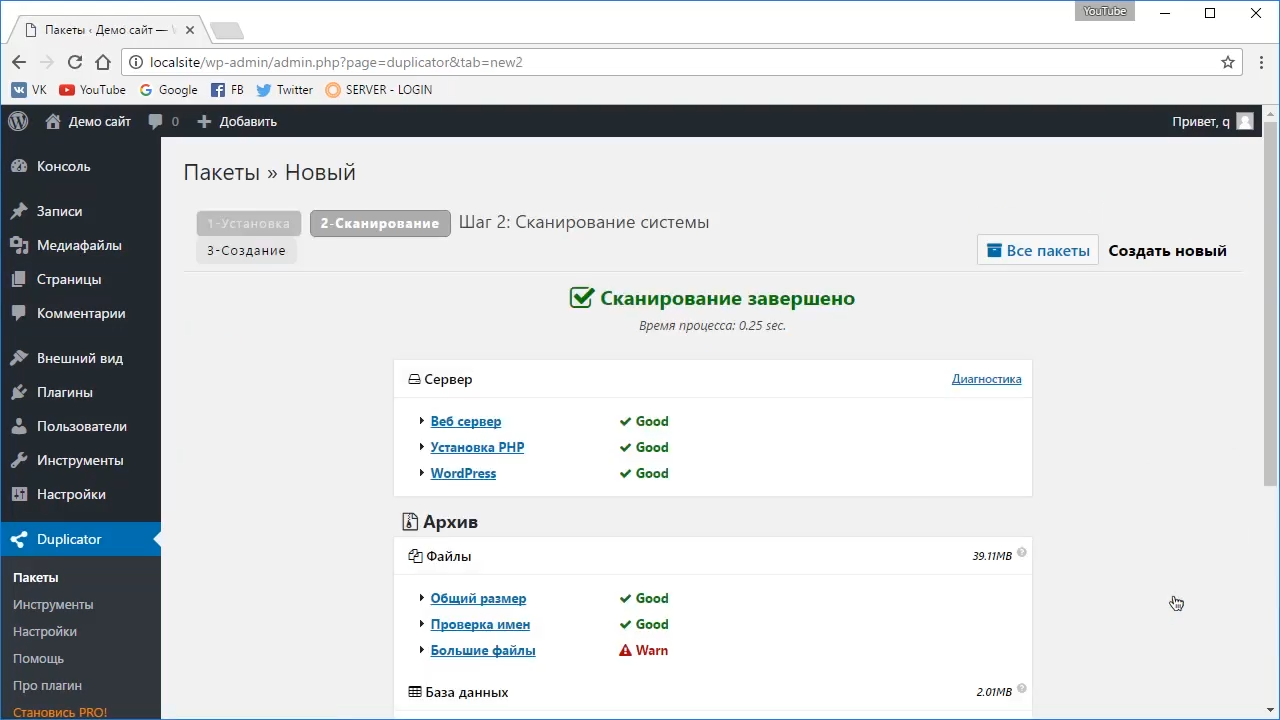 YouTube
Пакеты ‹ Демо сайт —
localsite/wp-admin/admin.php?page=duplicator&tab=new2
VK YouTube Google FB Twitter SERVER - LOGIN
Демо сайт 0 Добавить Привет, q
Консоль
Записи
Медиафайлы
Страницы
Комментарии
Внешний вид
Плагины
Пользователи
Инструменты
Настройки
Duplicator
Пакеты
Инструменты
Настройки
Помощь
Про плагин
Становись PRO!
Пакеты » Новый
1-Установка 2-Сканирование Шаг 2: Сканирование системы
3-Создание
Все пакеты Создать новый
Сканирование завершено
Время процесса: 0.25 sec.
Сервер Диагностика
Веб сервер Good
Установка PHP Good
WordPress Good
Архив
Файлы 39.11MB ?
Общий размер Good
Проверка имен Good
Большие файлы Warn
База данных 2.01MB ?